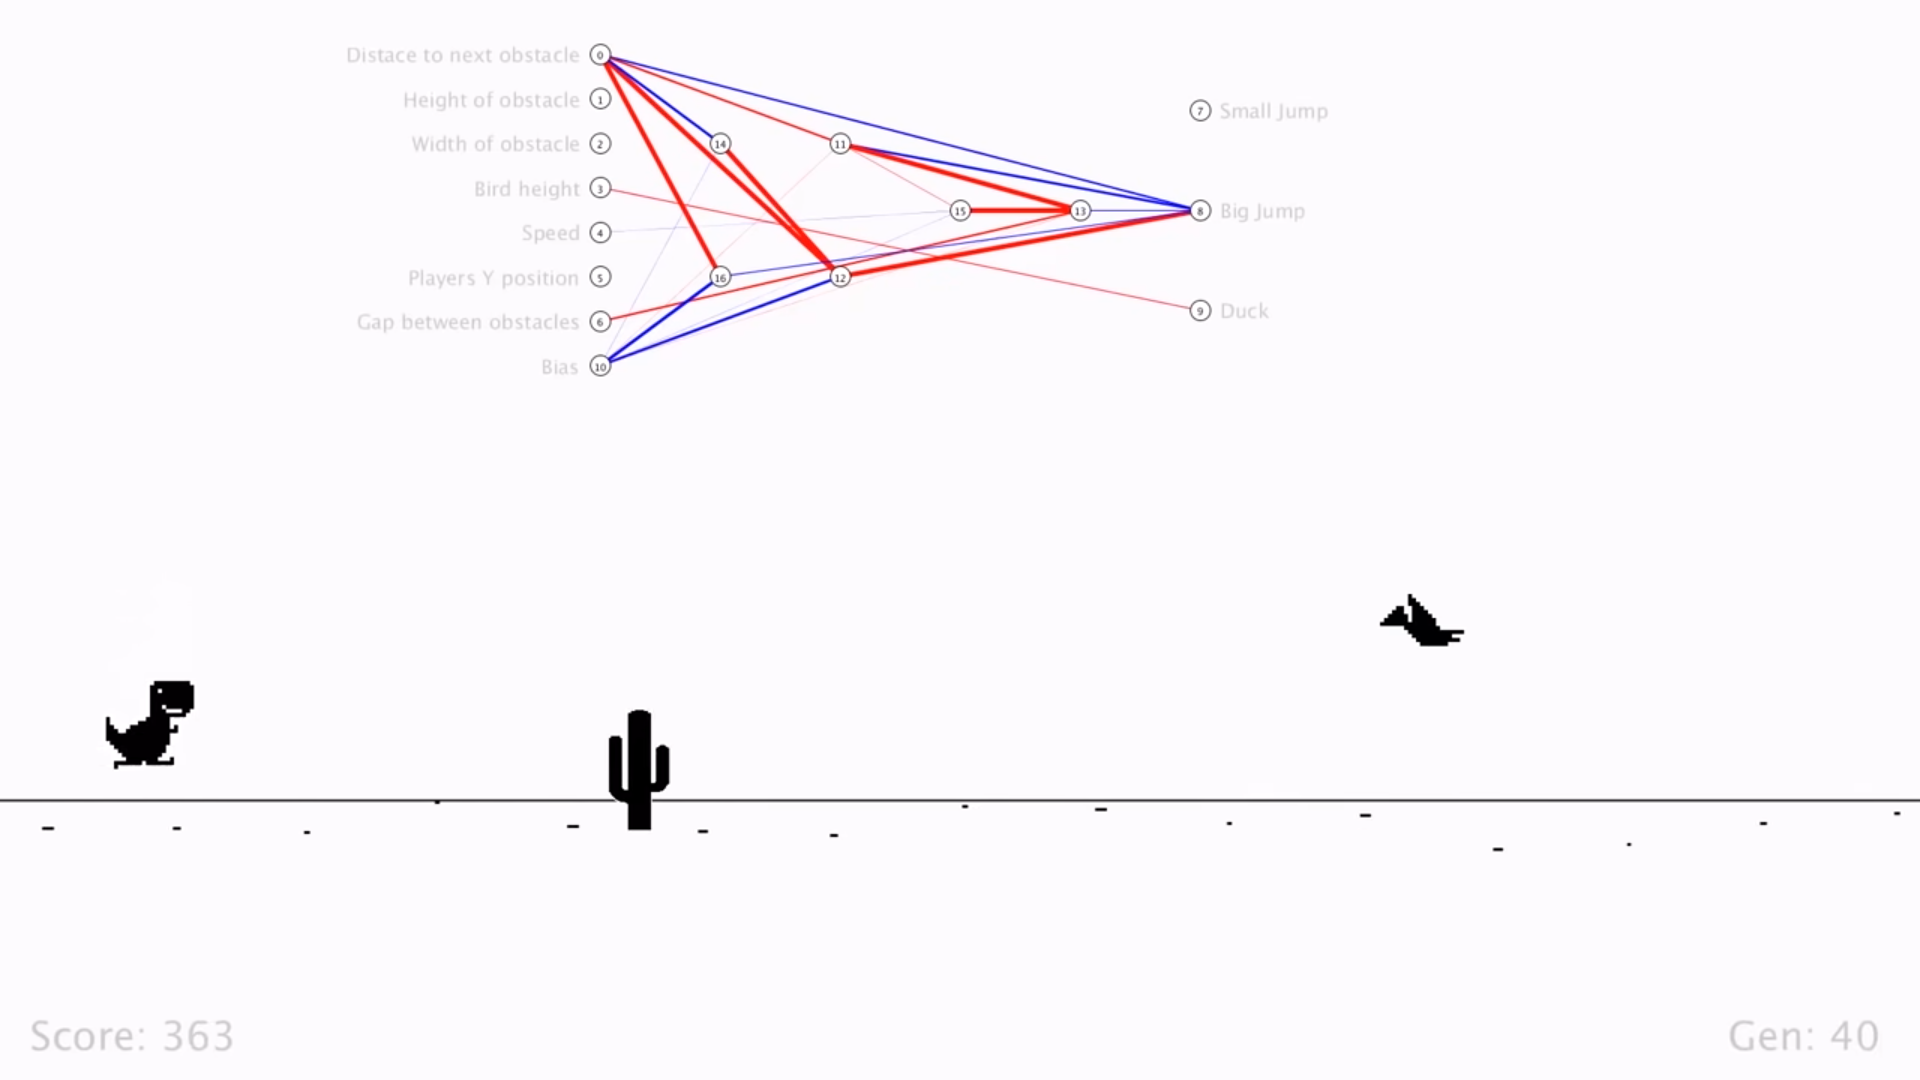 Distace to next obstacle 0
Height of obstacle 1
7 Small Jump
Width of obstacle 2
14
11
Bird height 3
15
13
8 Big Jump
Speed 4
Players Y position 5
16
12
9 Duck
Gap between obstacles 6
Bias 10
Score: 363
Gen: 40